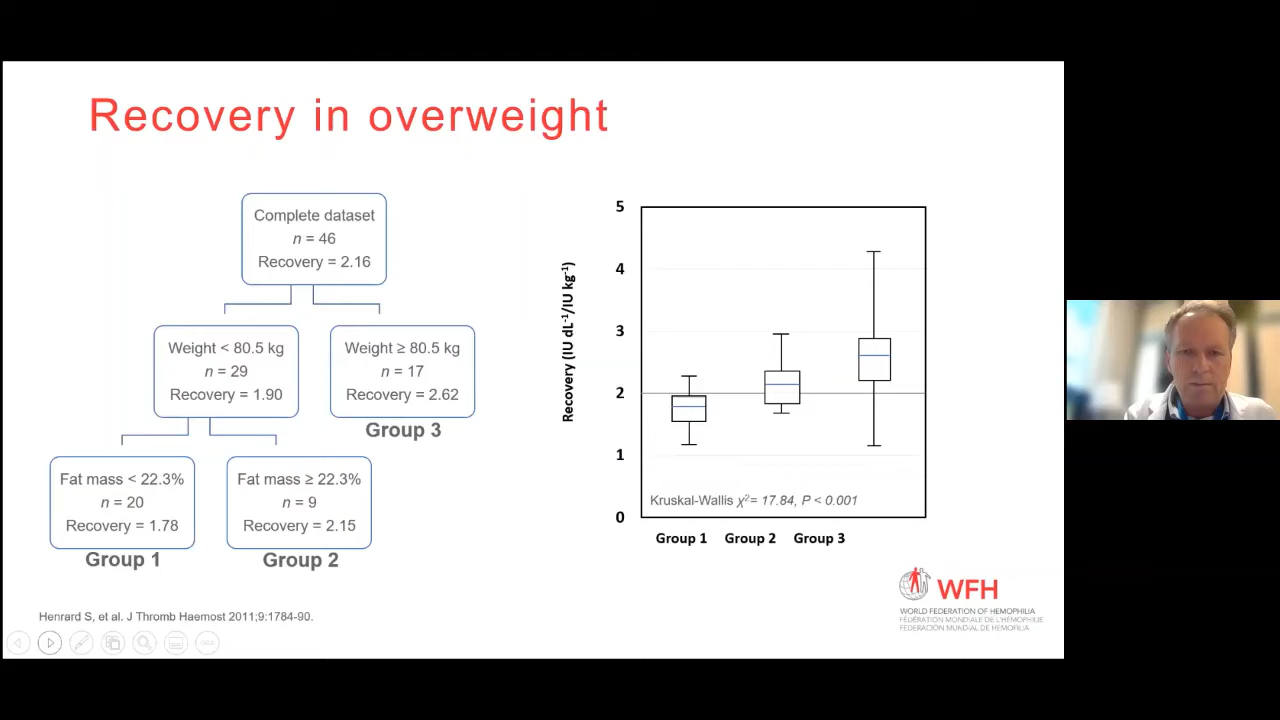 Recovery in overweight
Complete dataset
n = 46
Recovery = 2.16
Weight < 80.5 kg
n = 29
Recovery = 1.90
Weight ≥ 80.5 kg
n = 17
Recovery = 2.62
Group 3
Fat mass < 22.3%
n = 20
Recovery = 1.78
Group 1
Fat mass ≥ 22.3%
n = 9
Recovery = 2.15
Group 2
Recovery (IU dL⁻¹/IU kg⁻¹)
5
4
3
2
1
0
Kruskal-Wallis χ²= 17.84, P < 0.001
Group 1 Group 2 Group 3
Henrard S, et al. J Thromb Haemost 2011;9:1784-90.
WFH
WORLD FEDERATION OF HEMOPHILIA
FÉDÉRATION MONDIALE DE L'HÉMOPHILIE
FEDERACIÓN MUNDIAL DE HEMOFILIA